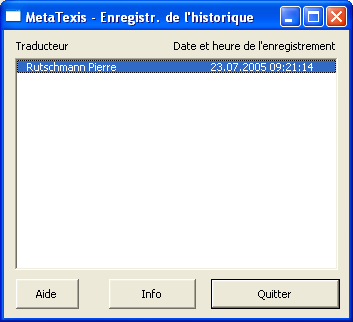 MetaTexis - Enregistr. de l'historique
Traducteur Date et heure de l'enregistrement
Rutschmann Pierre 23.07.2005 09:21:14
Aide Info Quitter